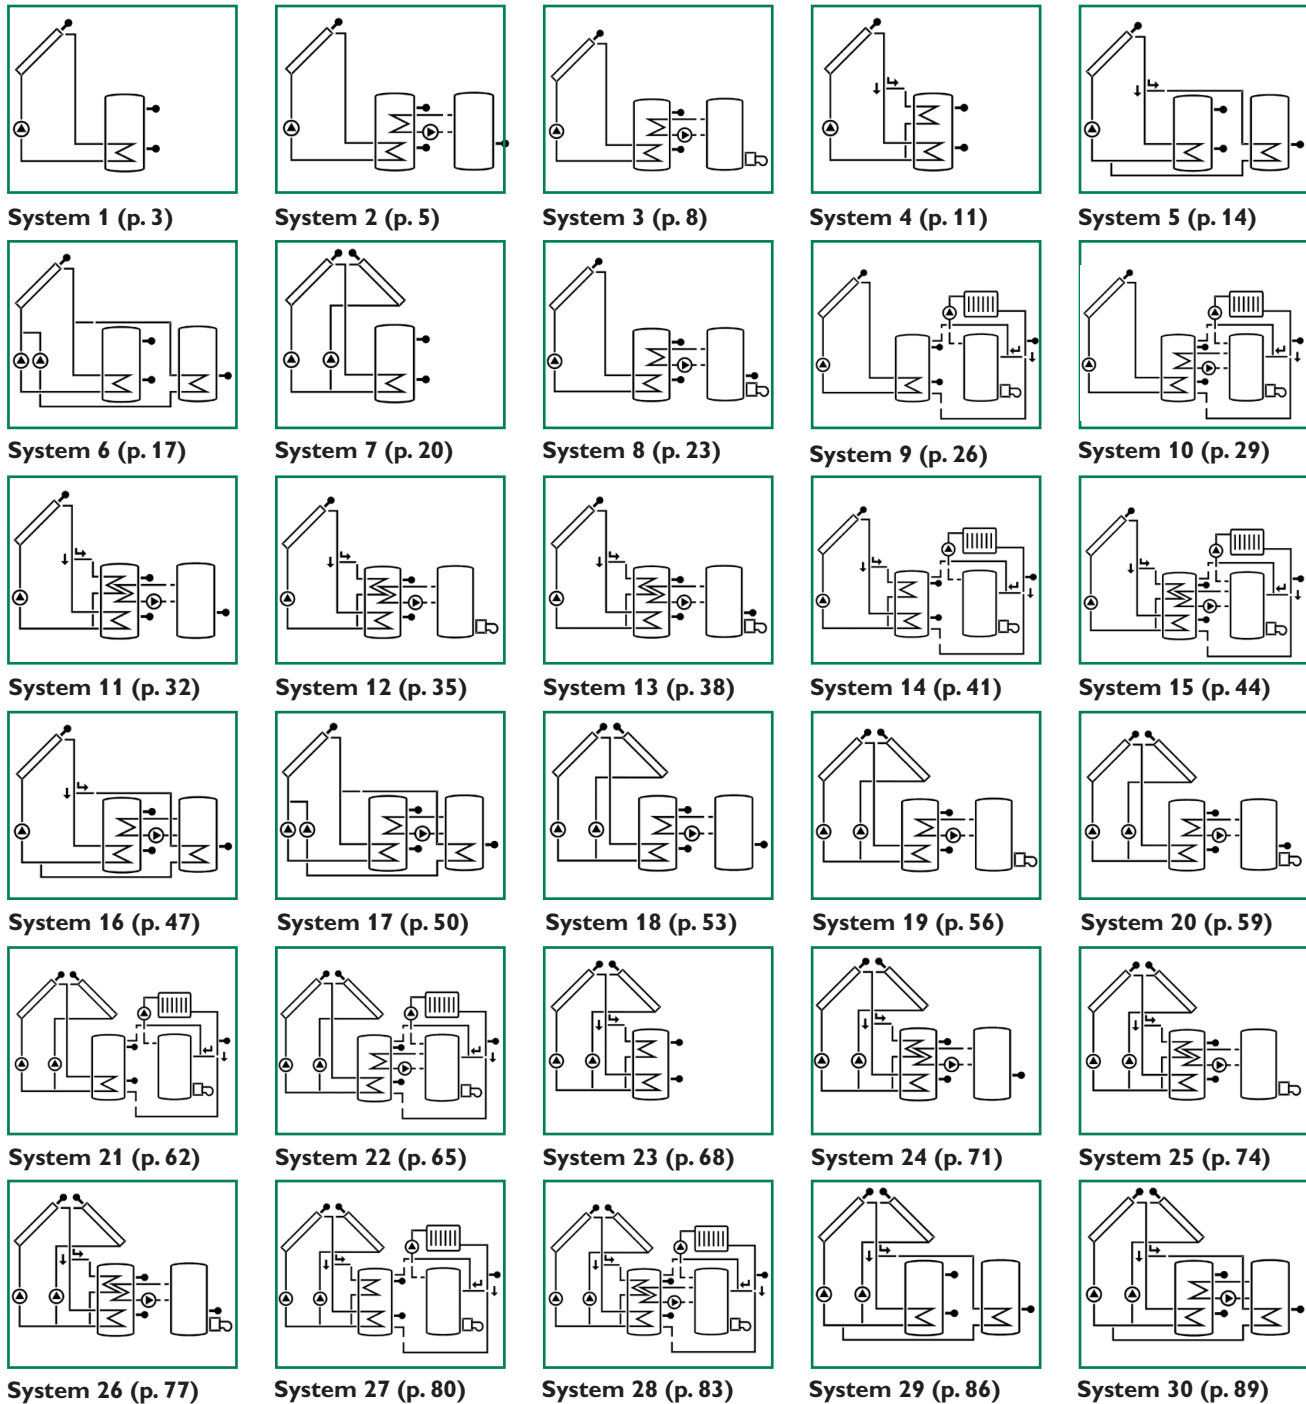 System 1 (p. 3)
System 2 (p. 5)
System 3 (p. 8)
System 4 (p. 11)
System 5 (p. 14)
System 6 (p. 17)
System 7 (p. 20)
System 8 (p. 23)
System 9 (p. 26)
System 10 (p. 29)
System 11 (p. 32)
System 12 (p. 35)
System 13 (p. 38)
System 14 (p. 41)
System 15 (p. 44)
System 16 (p. 47)
System 17 (p. 50)
System 18 (p. 53)
System 19 (p. 56)
System 20 (p. 59)
System 21 (p. 62)
System 22 (p. 65)
System 23 (p. 68)
System 24 (p. 71)
System 25 (p. 74)
System 26 (p. 77)
System 27 (p. 80)
System 28 (p. 83)
System 29 (p. 86)
System 30 (p. 89)